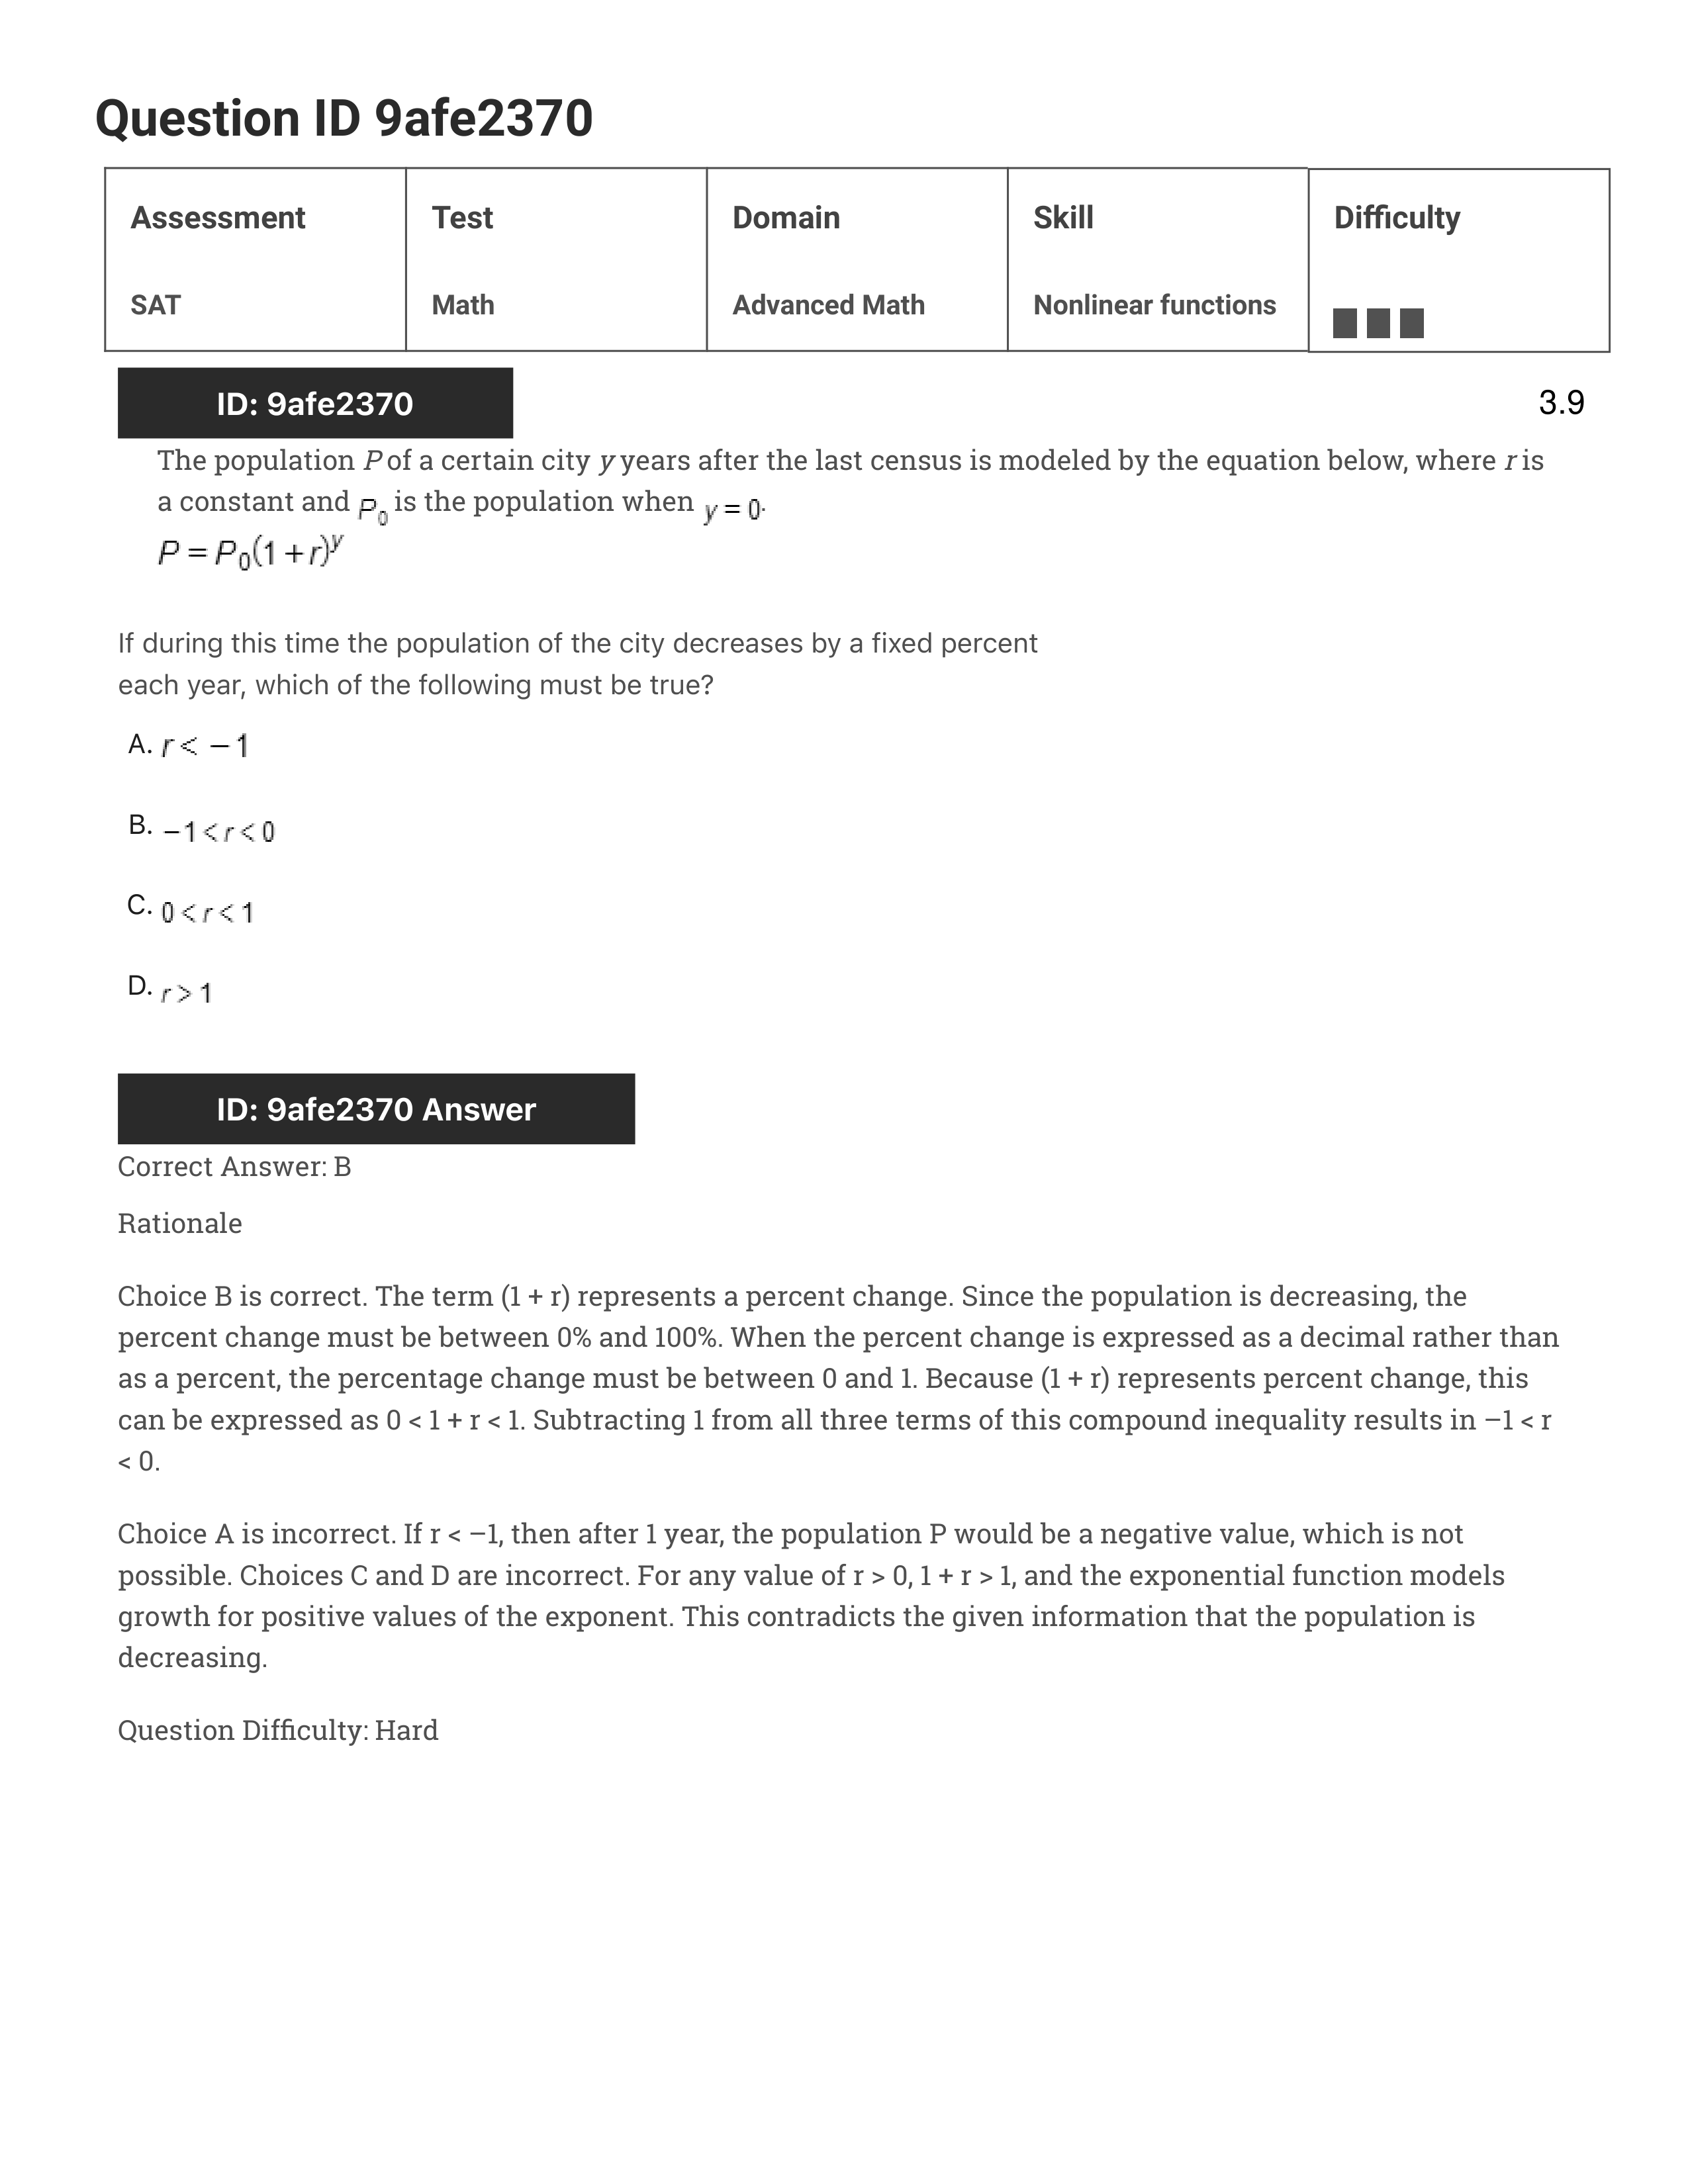 Question ID 9afe2370
Assessment Test Domain Skill Difficulty
SAT Math Advanced Math Nonlinear functions
ID: 9afe2370 3.9
The population P of a certain city y years after the last census is modeled by the equation below, where r is
a constant and P₀ is the population when y = 0.
P = P₀(1 + r)ʸ
If during this time the population of the city decreases by a fixed percent
each year, which of the following must be true?
A. r < −1
B. −1 < r < 0
C. 0 < r < 1
D. r > 1
ID: 9afe2370 Answer
Correct Answer: B
Rationale
Choice B is correct. The term (1 + r) represents a percent change. Since the population is decreasing, the
percent change must be between 0% and 100%. When the percent change is expressed as a decimal rather than
as a percent, the percentage change must be between 0 and 1. Because (1 + r) represents percent change, this
can be expressed as 0 < 1 + r < 1. Subtracting 1 from all three terms of this compound inequality results in −1 < r
< 0.
Choice A is incorrect. If r < −1, then after 1 year, the population P would be a negative value, which is not
possible. Choices C and D are incorrect. For any value of r > 0, 1 + r > 1, and the exponential function models
growth for positive values of the exponent. This contradicts the given information that the population is
decreasing.
Question Difficulty: Hard